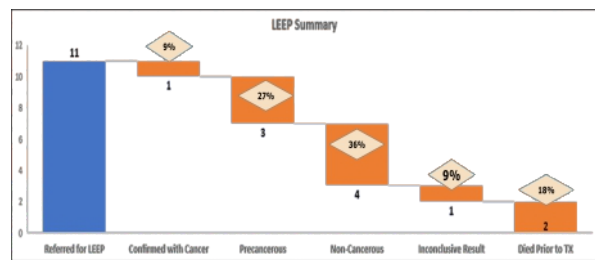 LEEP Summary
12
10
8
6
4
2
0
11
9%
1
27%
3
36%
4
9%
1
18%
2
Referred for LEEP
Confirmed with Cancer
Precancerous
Non-Cancerous
Inconclusive Result
Died Prior to TX